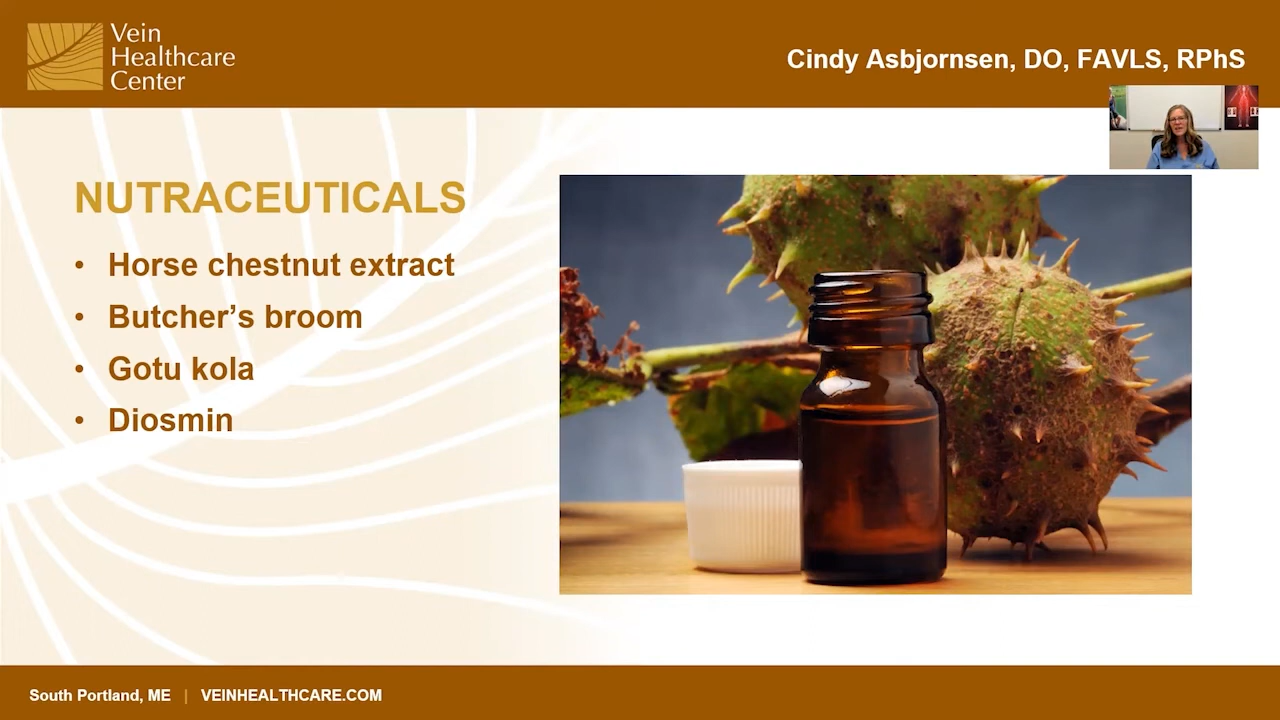 Vein
Healthcare
Center
Cindy Asbjornsen, DO, FAVLS, RPhS
NUTRACEUTICALS
• Horse chestnut extract
• Butcher’s broom
• Gotu kola
• Diosmin
South Portland, ME | VEINHEALTHCARE.COM